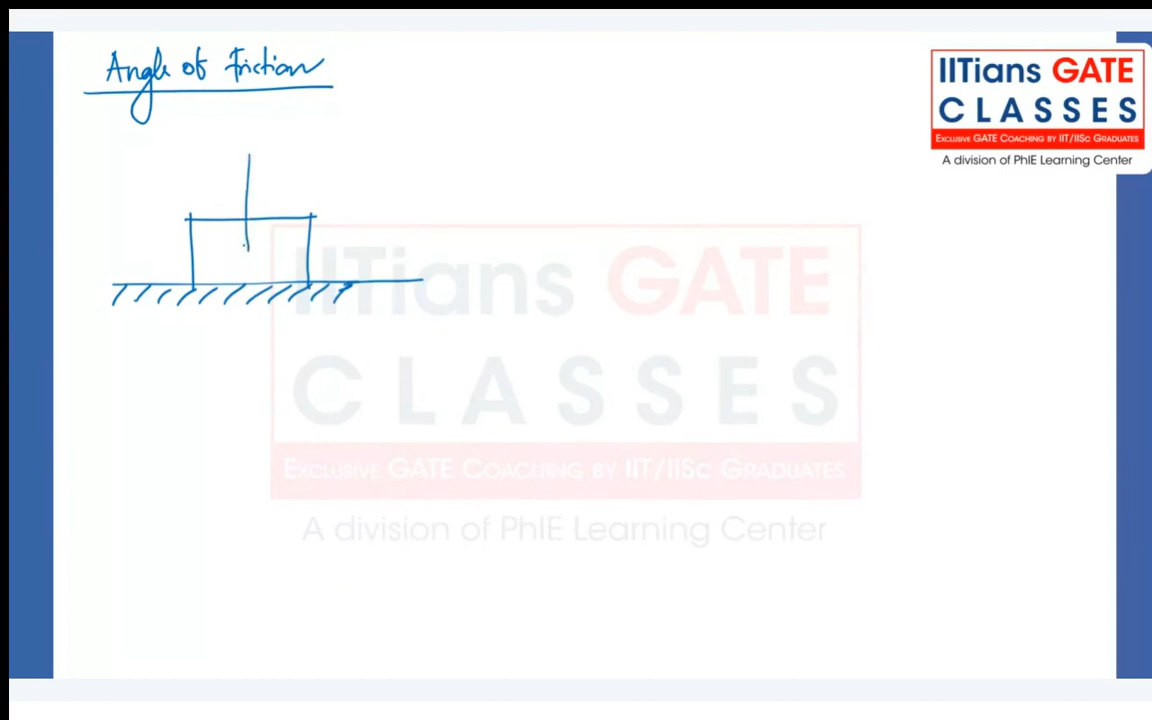 Angle of Friction
IITians GATE
CLASSES
EXCLUSIVE GATE COACHING BY IIT/IISc GRADUATES
A division of PhIE Learning Center
IITians GATE
CLASSES
EXCLUSIVE GATE COACHING BY IIT/IISc GRADUATES
A division of PhIE Learning Center